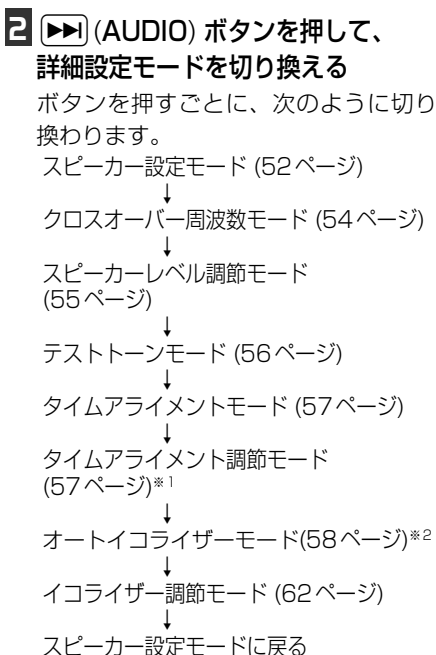 2 ▶▶| (AUDIO) ボタンを押して、
詳細設定モードを切り換える
ボタンを押すごとに、次のように切り
換わります。
スピーカー設定モード (52ページ)
↓
クロスオーバー周波数モード (54ページ)
↓
スピーカーレベル調節モード
(55ページ)
↓
テストトーンモード (56ページ)
↓
タイムアライメントモード (57ページ)
↓
タイムアライメント調節モード
(57ページ)※1
↓
オートイコライザーモード(58ページ)※2
↓
イコライザー調節モード (62ページ)
↓
スピーカー設定モードに戻る